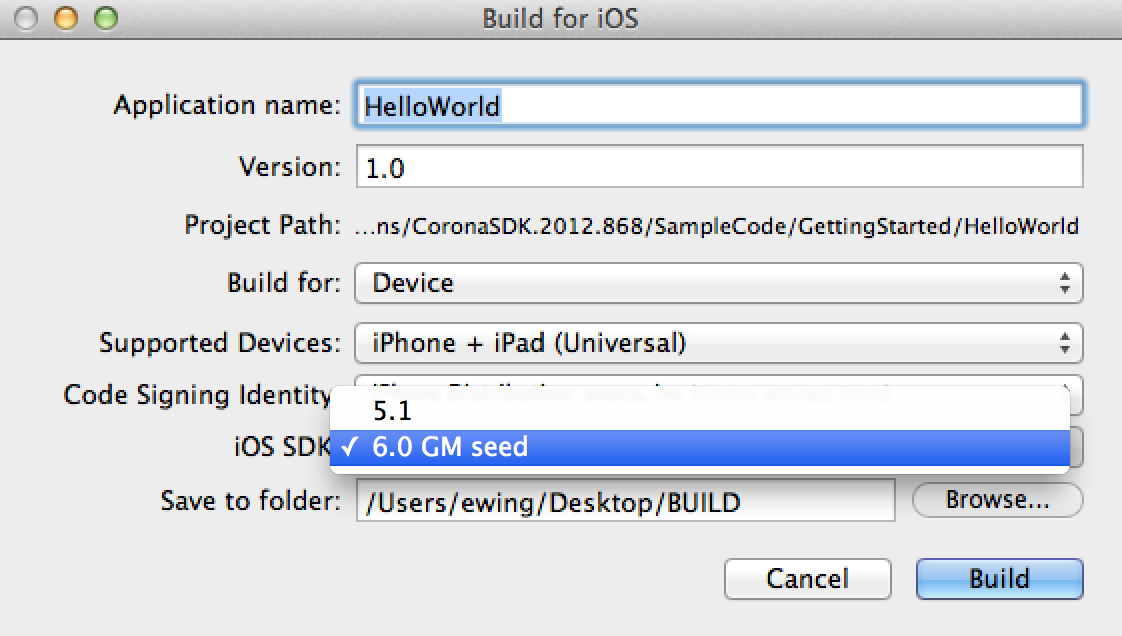 Build for iOS
Application name: HelloWorld
Version: 1.0
Project Path: ...ns/CoronaSDK.2012.868/SampleCode/GettingStarted/HelloWorld
Build for: Device
Supported Devices: iPhone + iPad (Universal)
Code Signing Identity
5.1
iOS SDK ✓ 6.0 GM seed
Save to folder: /Users/ewing/Desktop/BUILD Browse...
Cancel Build